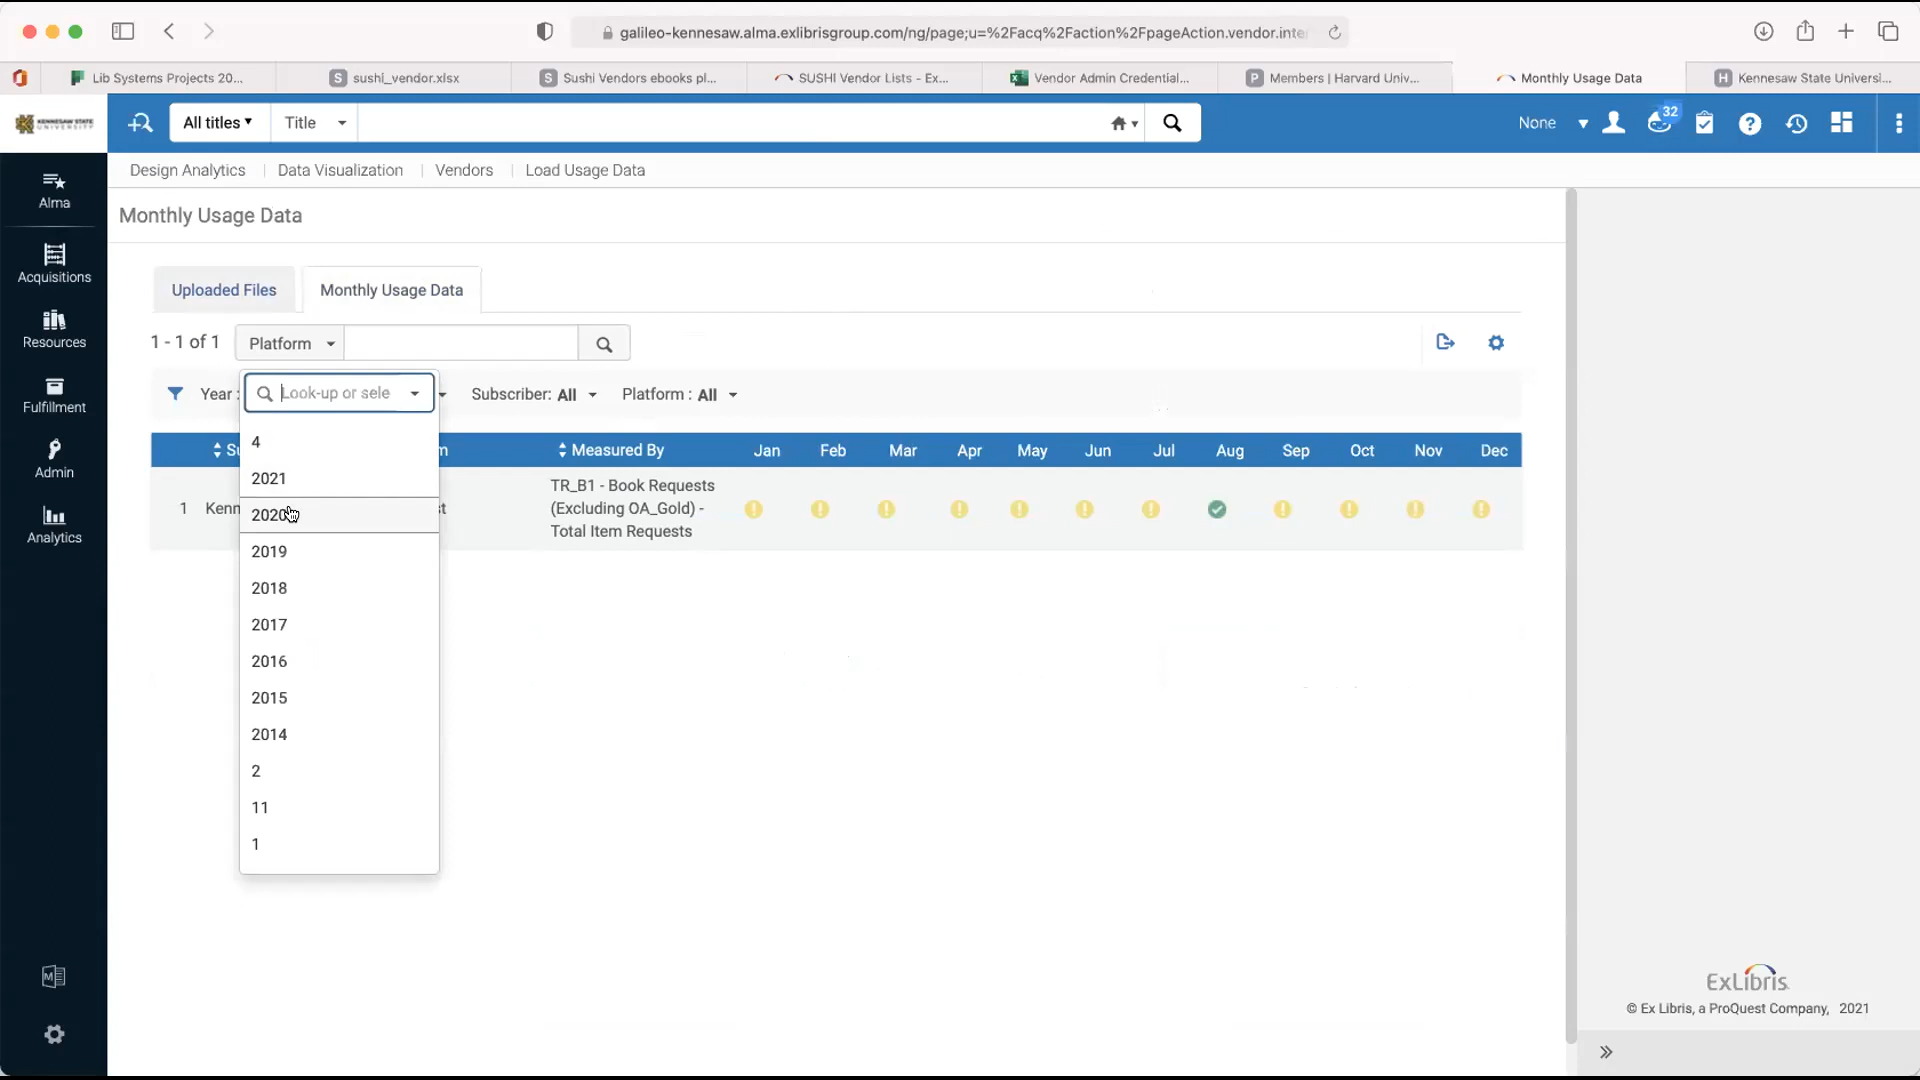 galileo-kennesaw.alma.exlibrisgroup.com/ng/page;u=%2Facq%2Faction%2FpageAction.vendor.inte
Lib Systems Projects 20...
S sushi_vendor.xlsx
S Sushi Vendors ebooks pl...
SUSHI Vendor Lists - Ex...
Vendor Admin Credential...
P Members | Harvard Univ...
Monthly Usage Data
H Kennesaw State Universi...
KENNESAW STATE
UNIVERSITY
All titles
Title
None
32
Design Analytics | Data Visualization | Vendors | Load Usage Data
Alma
Acquisitions
Resources
Fulfillment
Admin
Analytics
Monthly Usage Data
Uploaded Files
Monthly Usage Data
1 - 1 of 1
Platform
Year :
Look-up or sele
Subscriber: All
Platform : All
Su
m
Measured By
Jan Feb Mar Apr May Jun Jul Aug Sep Oct Nov Dec
1
Kenn
st
TR_B1 - Book Requests
(Excluding OA_Gold) -
Total Item Requests
4
2021
2020
2019
2018
2017
2016
2015
2014
2
11
1
ExLibris
© Ex Libris, a ProQuest Company, 2021